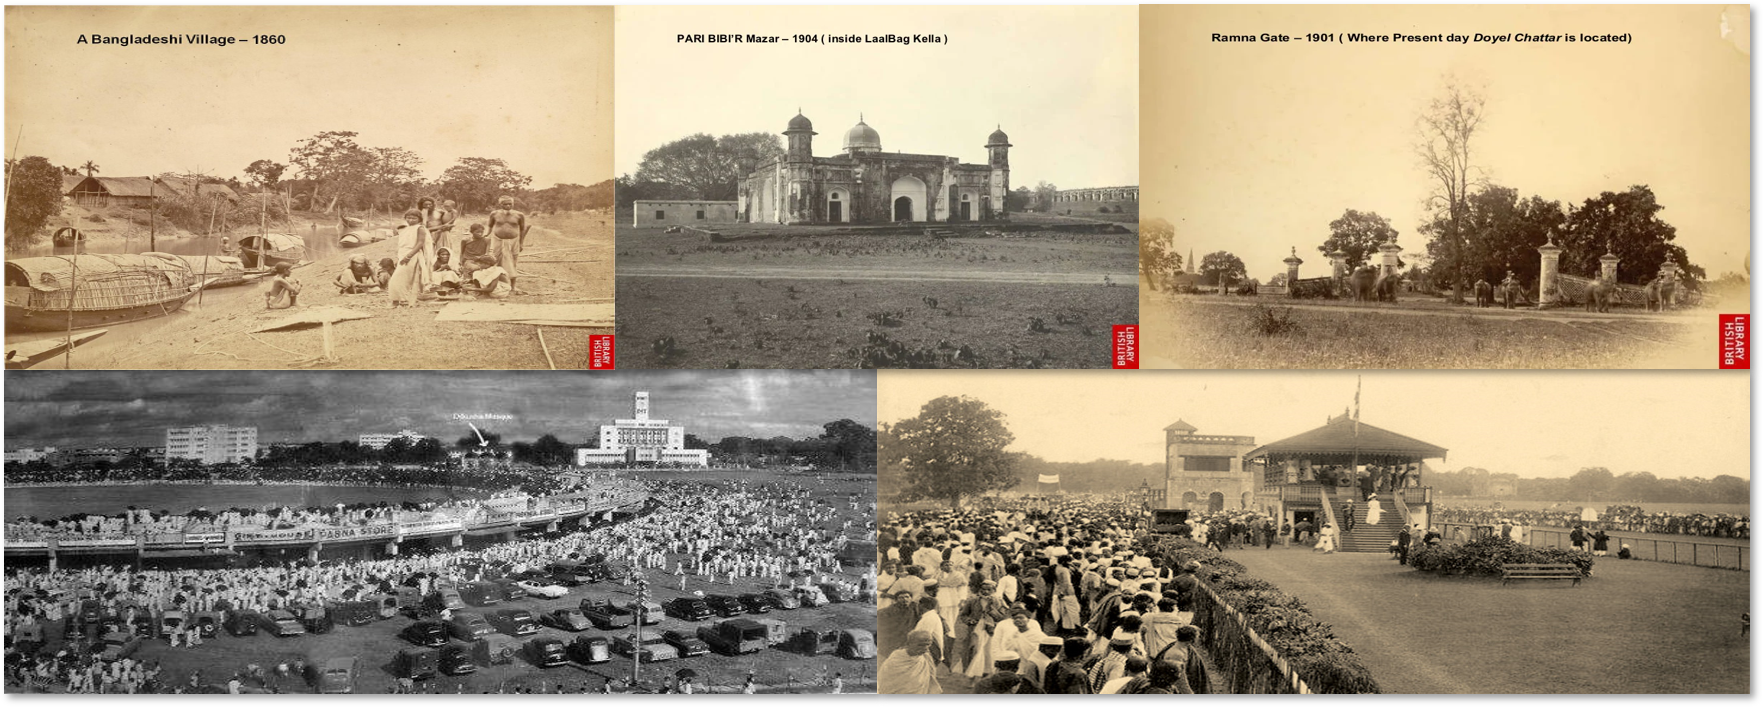 A Bangladeshi Village – 1860
PARI BIBI'R Mazar – 1904 ( inside LaalBag Kella )
Ramna Gate – 1901 ( Where Present day Doyel Chattar is located)
BRITISH
LIBRARY
BRITISH
LIBRARY
BRITISH
LIBRARY
Dilkusha Mosque
PABNA STORE